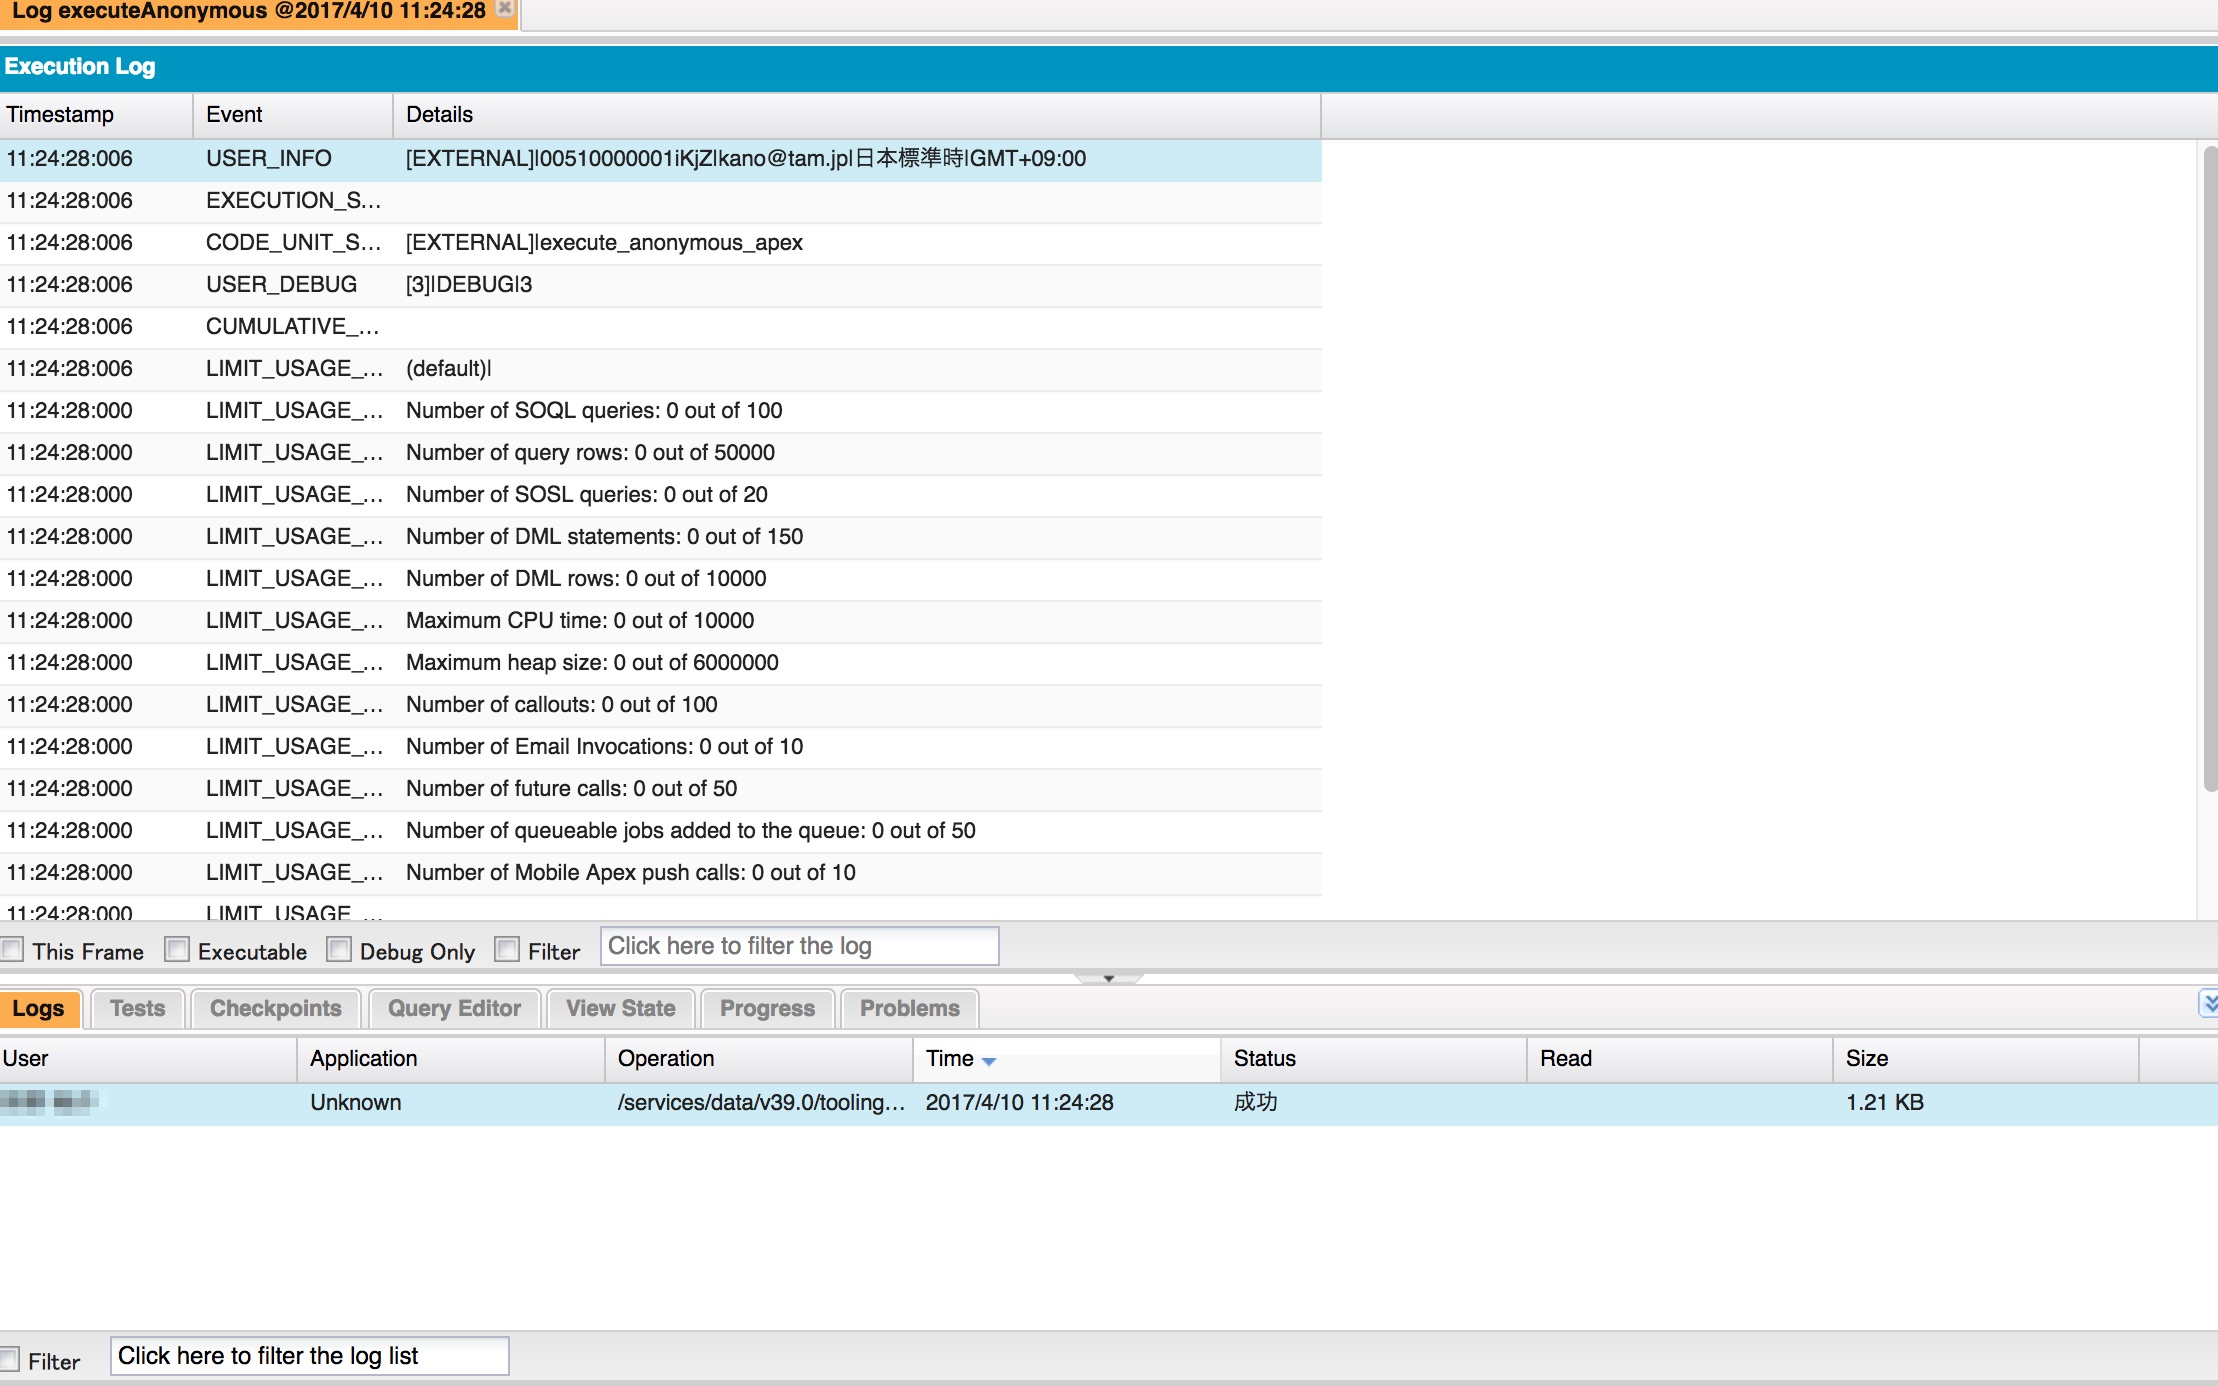 Log executeAnonymous @2017/4/10 11:24:28
Execution Log
Timestamp Event Details
11:24:28:006 USER_INFO [EXTERNAL]|00510000001iKjZ|kano@tam.jp|日本標準時|GMT+09:00
11:24:28:006 EXECUTION_S...
11:24:28:006 CODE_UNIT_S... [EXTERNAL]|execute_anonymous_apex
11:24:28:006 USER_DEBUG [3]|DEBUG|3
11:24:28:006 CUMULATIVE_...
11:24:28:006 LIMIT_USAGE_... (default)|
11:24:28:000 LIMIT_USAGE_... Number of SOQL queries: 0 out of 100
11:24:28:000 LIMIT_USAGE_... Number of query rows: 0 out of 50000
11:24:28:000 LIMIT_USAGE_... Number of SOSL queries: 0 out of 20
11:24:28:000 LIMIT_USAGE_... Number of DML statements: 0 out of 150
11:24:28:000 LIMIT_USAGE_... Number of DML rows: 0 out of 10000
11:24:28:000 LIMIT_USAGE_... Maximum CPU time: 0 out of 10000
11:24:28:000 LIMIT_USAGE_... Maximum heap size: 0 out of 6000000
11:24:28:000 LIMIT_USAGE_... Number of callouts: 0 out of 100
11:24:28:000 LIMIT_USAGE_... Number of Email Invocations: 0 out of 10
11:24:28:000 LIMIT_USAGE_... Number of future calls: 0 out of 50
11:24:28:000 LIMIT_USAGE_... Number of queueable jobs added to the queue: 0 out of 50
11:24:28:000 LIMIT_USAGE_... Number of Mobile Apex push calls: 0 out of 10
11:24:28:000 LIMIT_USAGE_...
This Frame Executable Debug Only Filter Click here to filter the log
Logs Tests Checkpoints Query Editor View State Progress Problems
User Application Operation Time Status Read Size
Unknown /services/data/v39.0/tooling... 2017/4/10 11:24:28 成功 1.21 KB
Filter Click here to filter the log list